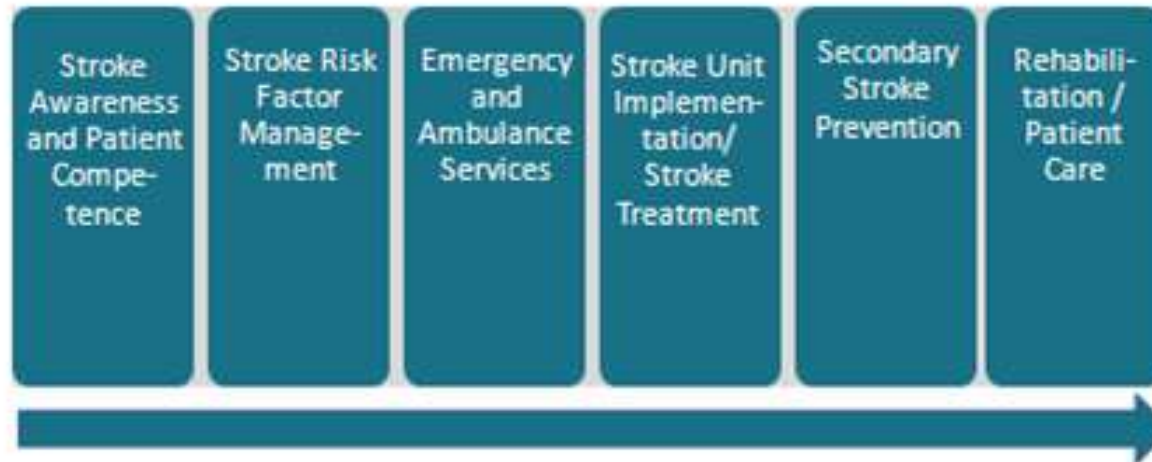 Stroke
Awareness
and Patient
Compe-
tence
Stroke Risk
Factor
Manage-
ment
Emergency
and
Ambulance
Services
Stroke Unit
Implemen-
tation/
Stroke
Treatment
Secondary
Stroke
Prevention
Rehabili-
tation /
Patient
Care